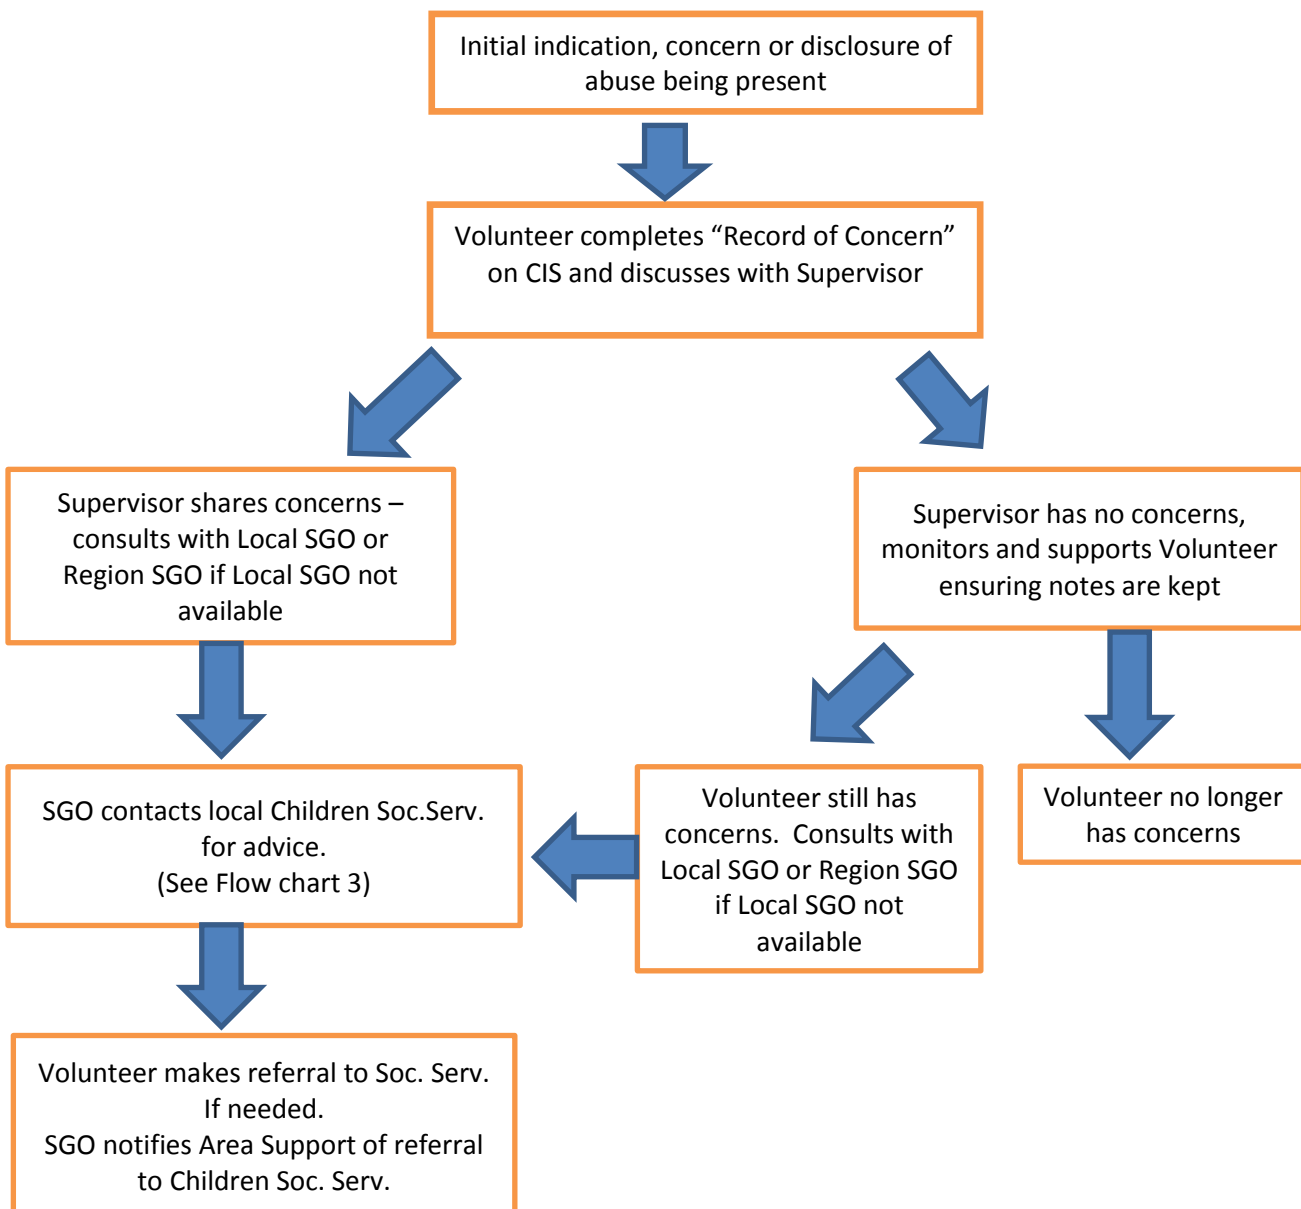 Initial indication, concern or disclosure of
abuse being present
Volunteer completes “Record of Concern”
on CIS and discusses with Supervisor
Supervisor shares concerns –
consults with Local SGO or
Region SGO if Local SGO not
available
Supervisor has no concerns,
monitors and supports Volunteer
ensuring notes are kept
SGO contacts local Children Soc.Serv.
for advice.
(See Flow chart 3)
Volunteer still has
concerns.  Consults with
Local SGO or Region SGO
if Local SGO not
available
Volunteer no longer
has concerns
Volunteer makes referral to Soc. Serv.
If needed.
SGO notifies Area Support of referral
to Children Soc. Serv.